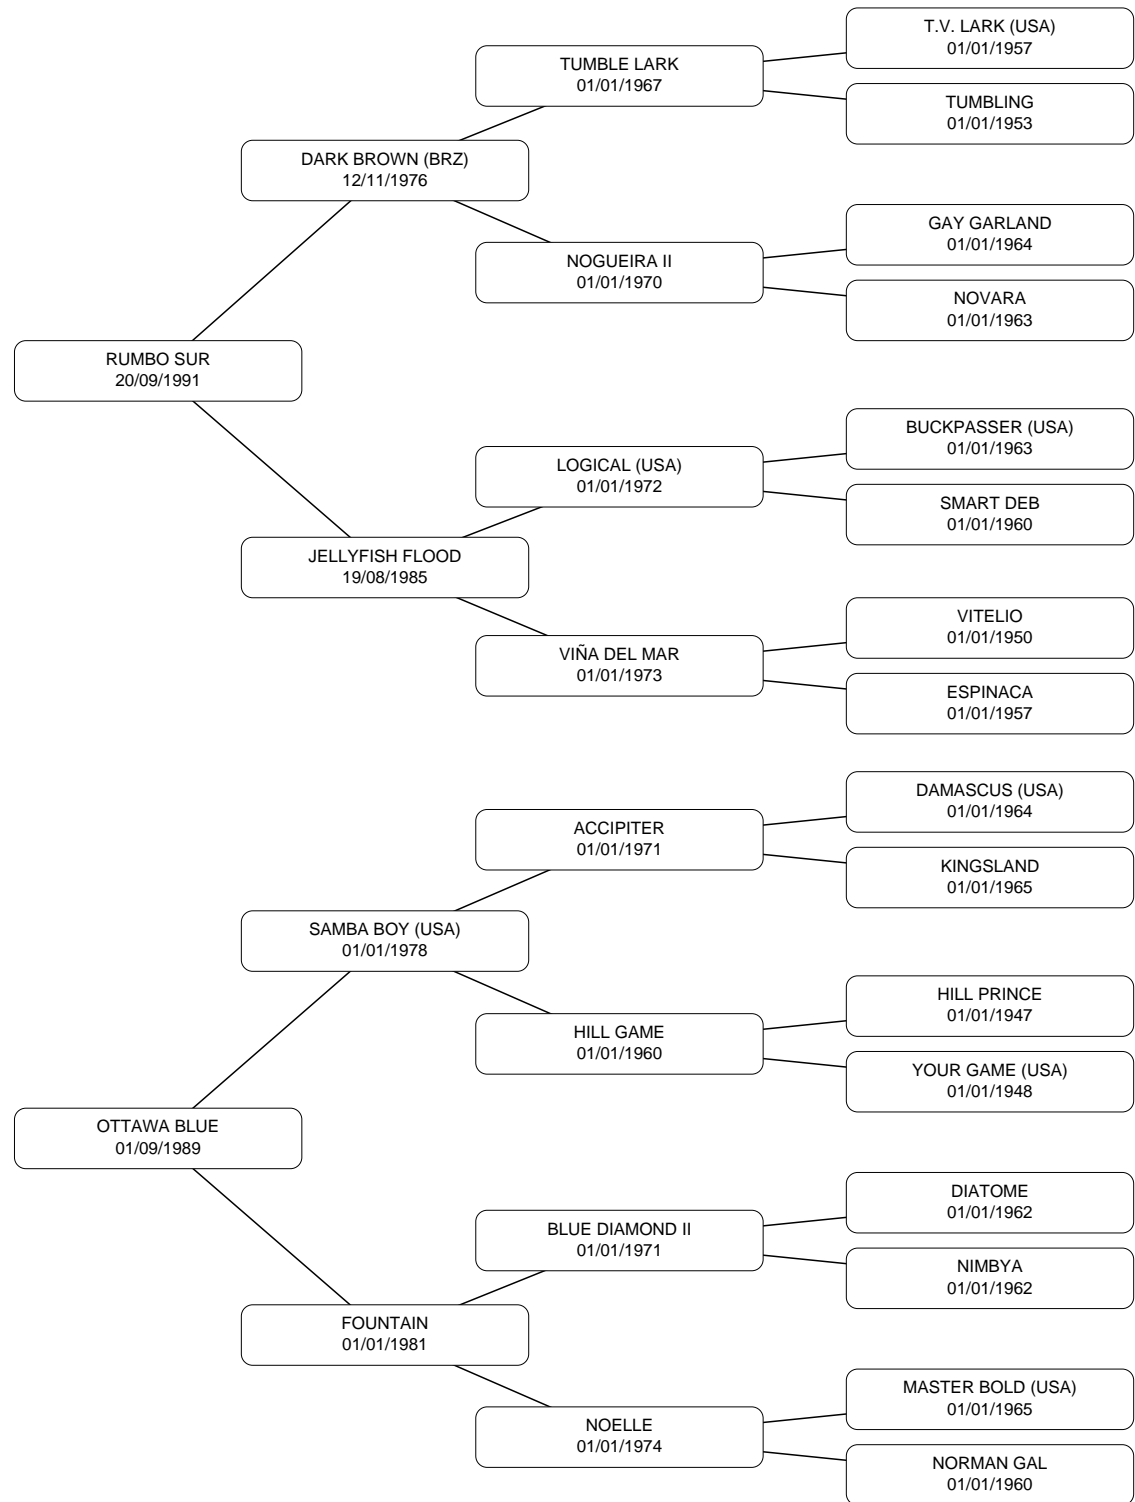 T.V. LARK (USA)
01/01/1957
TUMBLE LARK
01/01/1967
TUMBLING
01/01/1953
DARK BROWN (BRZ)
12/11/1976
GAY GARLAND
01/01/1964
NOGUEIRA II
01/01/1970
NOVARA
01/01/1963
RUMBO SUR
20/09/1991
BUCKPASSER (USA)
01/01/1963
LOGICAL (USA)
01/01/1972
SMART DEB
01/01/1960
JELLYFISH FLOOD
19/08/1985
VITELIO
01/01/1950
VIÑA DEL MAR
01/01/1973
ESPINACA
01/01/1957
DAMASCUS (USA)
01/01/1964
ACCIPITER
01/01/1971
KINGSLAND
01/01/1965
SAMBA BOY (USA)
01/01/1978
HILL PRINCE
01/01/1947
HILL GAME
01/01/1960
YOUR GAME (USA)
01/01/1948
OTTAWA BLUE
01/09/1989
DIATOME
01/01/1962
BLUE DIAMOND II
01/01/1971
NIMBYA
01/01/1962
FOUNTAIN
01/01/1981
MASTER BOLD (USA)
01/01/1965
NOELLE
01/01/1974
NORMAN GAL
01/01/1960